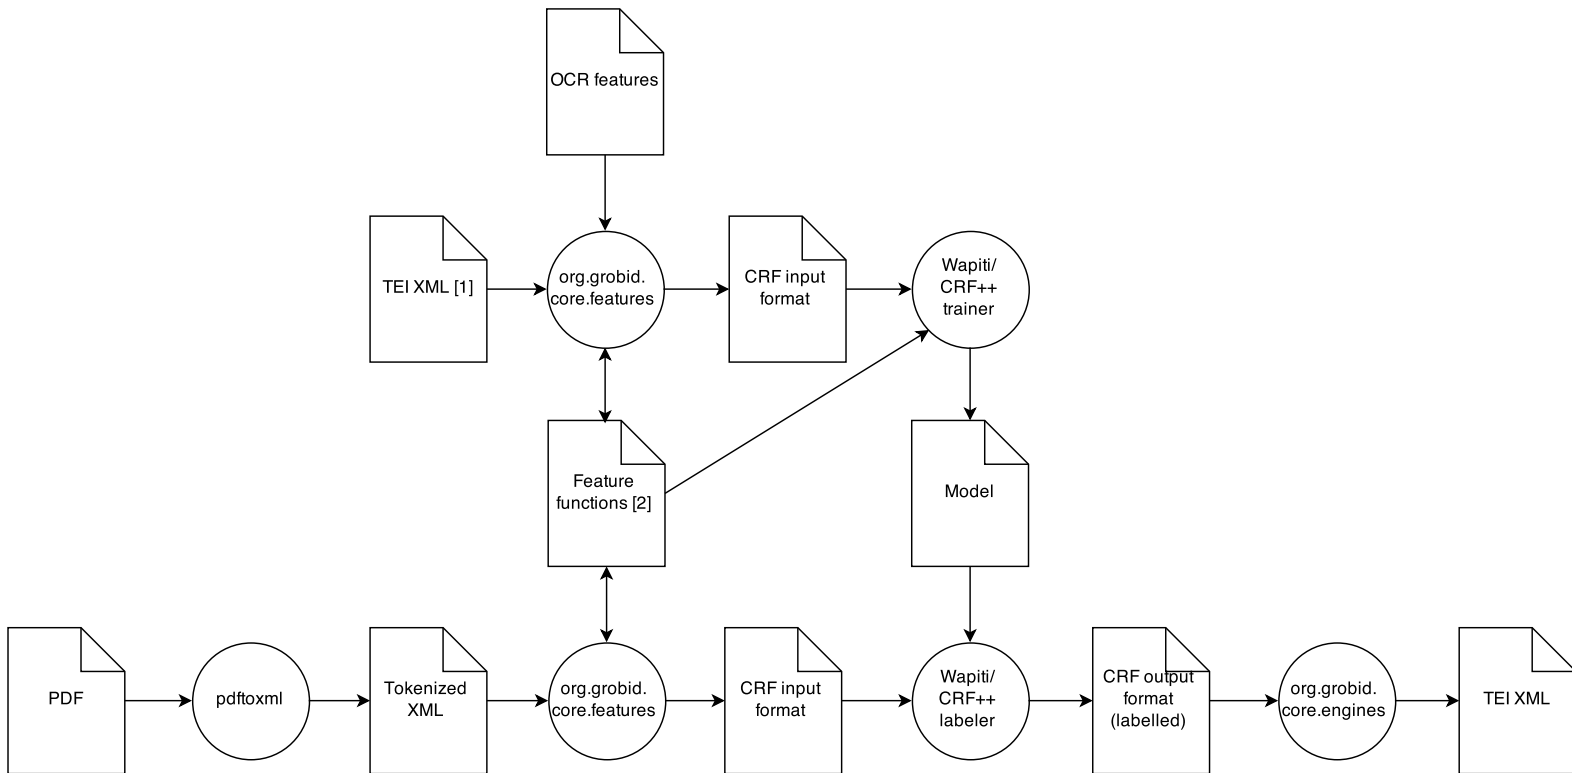 OCR features
TEI XML [1]
org.grobid.
core.features
CRF input
format
Wapiti/
CRF++
trainer
Feature
functions [2]
Model
PDF
pdftoxml
Tokenized
XML
org.grobid.
core.features
CRF input
format
Wapiti/
CRF++
labeler
CRF output
format
(labelled)
org.grobid.
core.engines
TEI XML